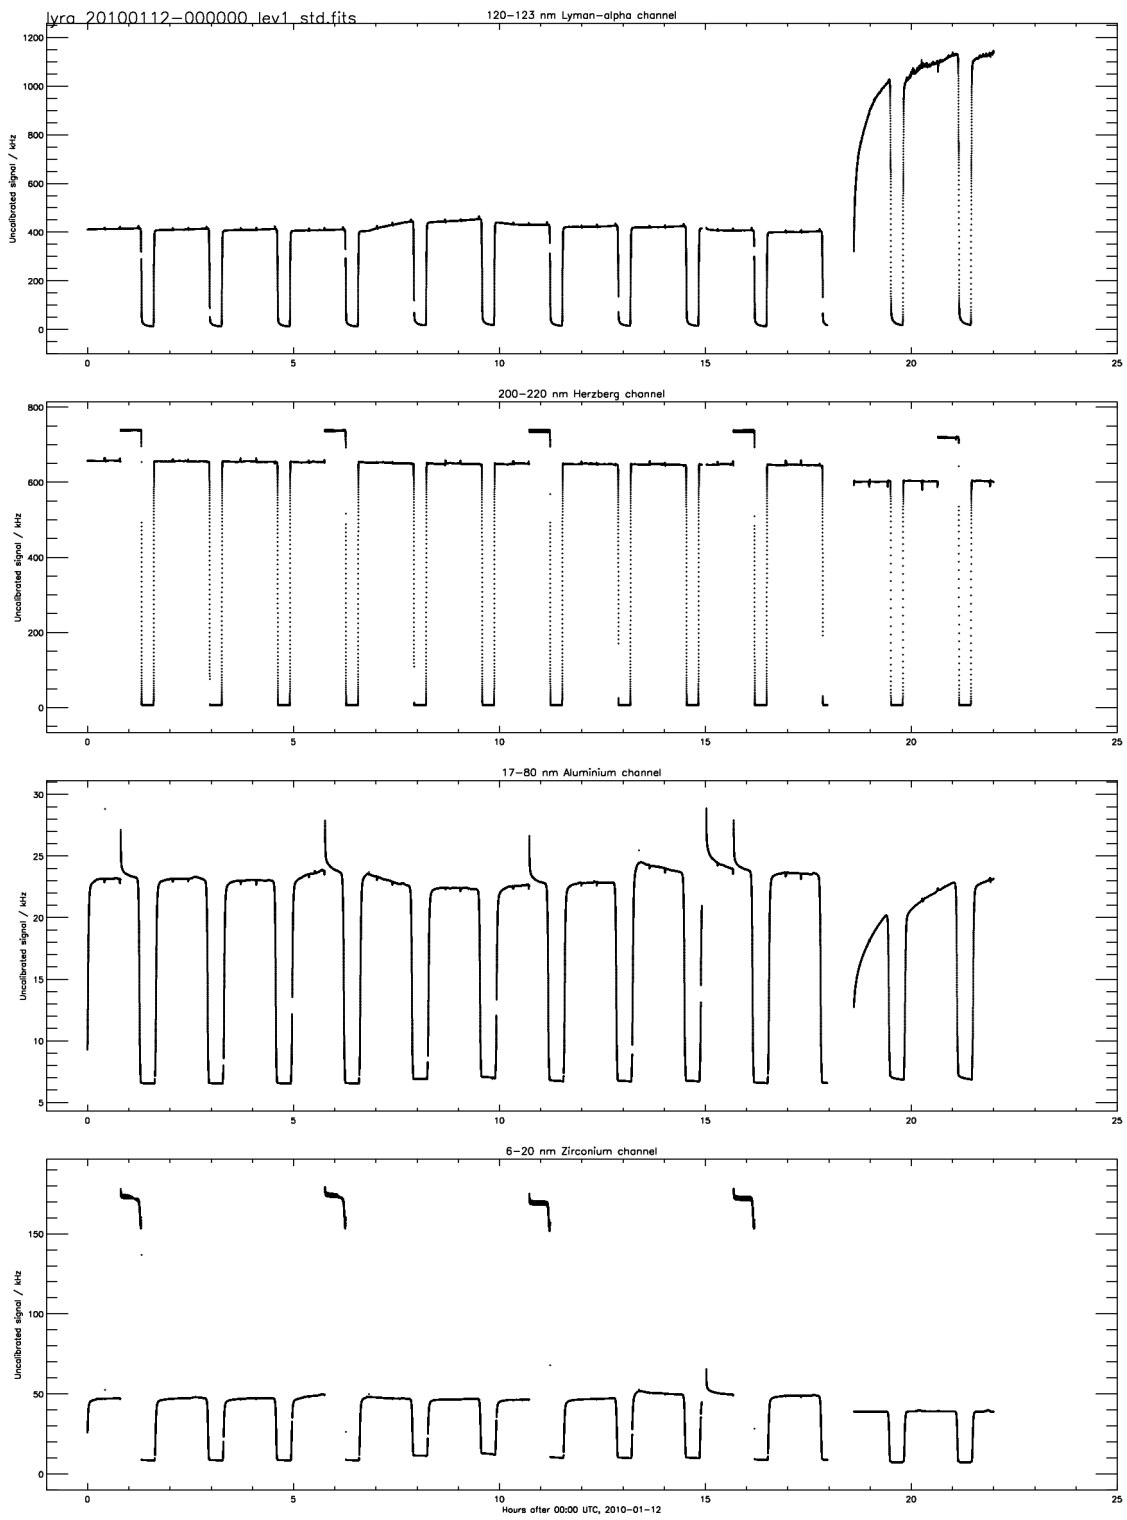 lyra_20100112-000000_lev1_std.fits
120-123 nm Lyman-alpha channel
1200
1000
800
600
400
200
0
Uncalibrated signal / kHz
0 5 10 15 20 25
200-220 nm Herzberg channel
800
600
400
200
0
Uncalibrated signal / kHz
0 5 10 15 20 25
17-80 nm Aluminium channel
30
25
20
15
10
5
Uncalibrated signal / kHz
0 5 10 15 20 25
6-20 nm Zirconium channel
150
100
50
0
Uncalibrated signal / kHz
0 5 10 15 20 25
Hours after 00:00 UTC, 2010-01-12